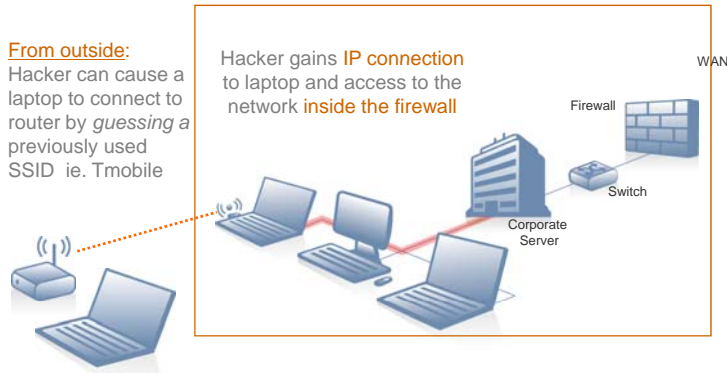 From outside:
Hacker can cause a
laptop to connect to
router by guessing a
previously used
SSID ie. Tmobile
Hacker gains IP connection
to laptop and access to the
network inside the firewall
WAN
Firewall
Switch
Corporate
Server